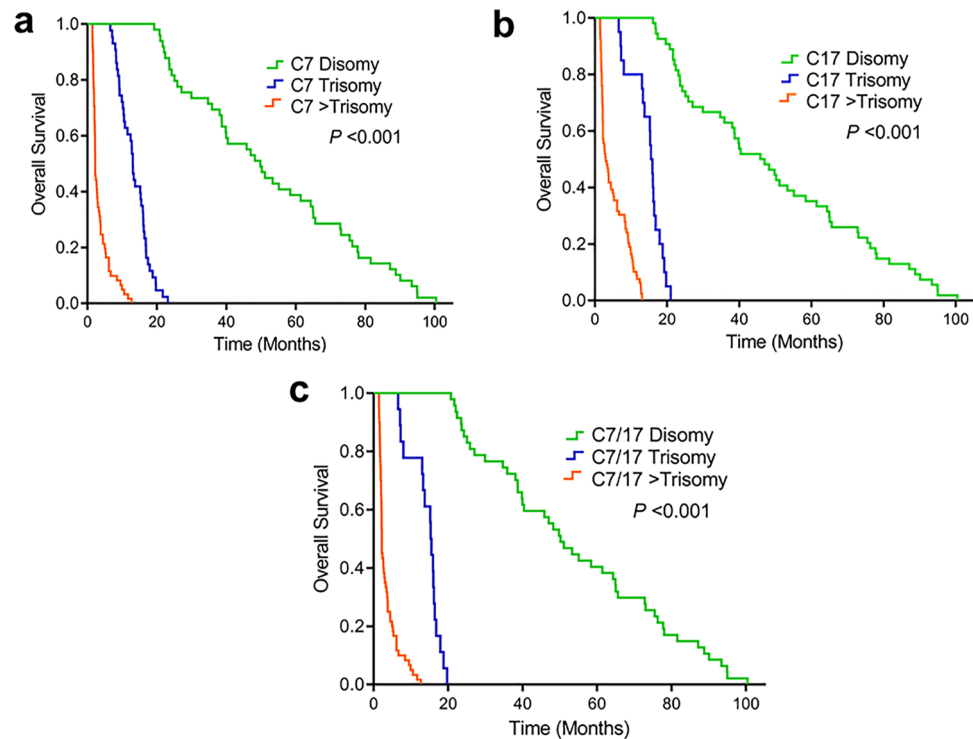 a
Overall Survival
1.0
0.8
0.6
0.4
0.2
0.0
C7 Disomy
C7 Trisomy
C7 >Trisomy
P <0.001
0 20 40 60 80 100
Time (Months)
b
Overall Survival
1.0
0.8
0.6
0.4
0.2
0.0
C17 Disomy
C17 Trisomy
C17 >Trisomy
P <0.001
0 20 40 60 80 100
Time (Months)
c
Overall Survival
1.0
0.8
0.6
0.4
0.2
0.0
C7/17 Disomy
C7/17 Trisomy
C7/17 >Trisomy
P <0.001
0 20 40 60 80 100
Time (Months)